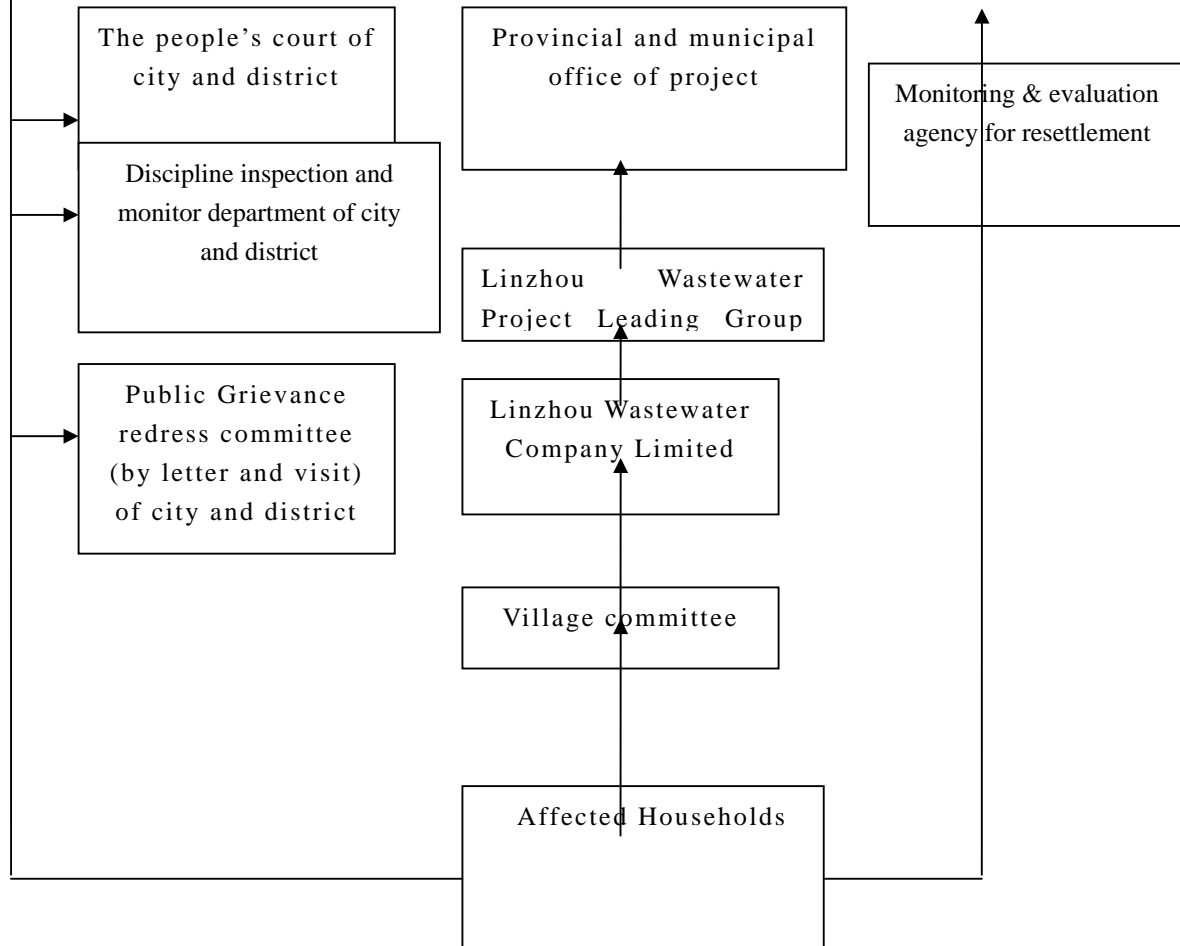 The people's court of
city and district
Provincial and municipal
office of project
Monitoring & evaluation
agency for resettlement
Discipline inspection and
monitor department of city
and district
Linzhou Wastewater
Project Leading Group
Public Grievance
redress committee
(by letter and visit)
of city and district
Linzhou Wastewater
Company Limited
Village committee
Affected Households